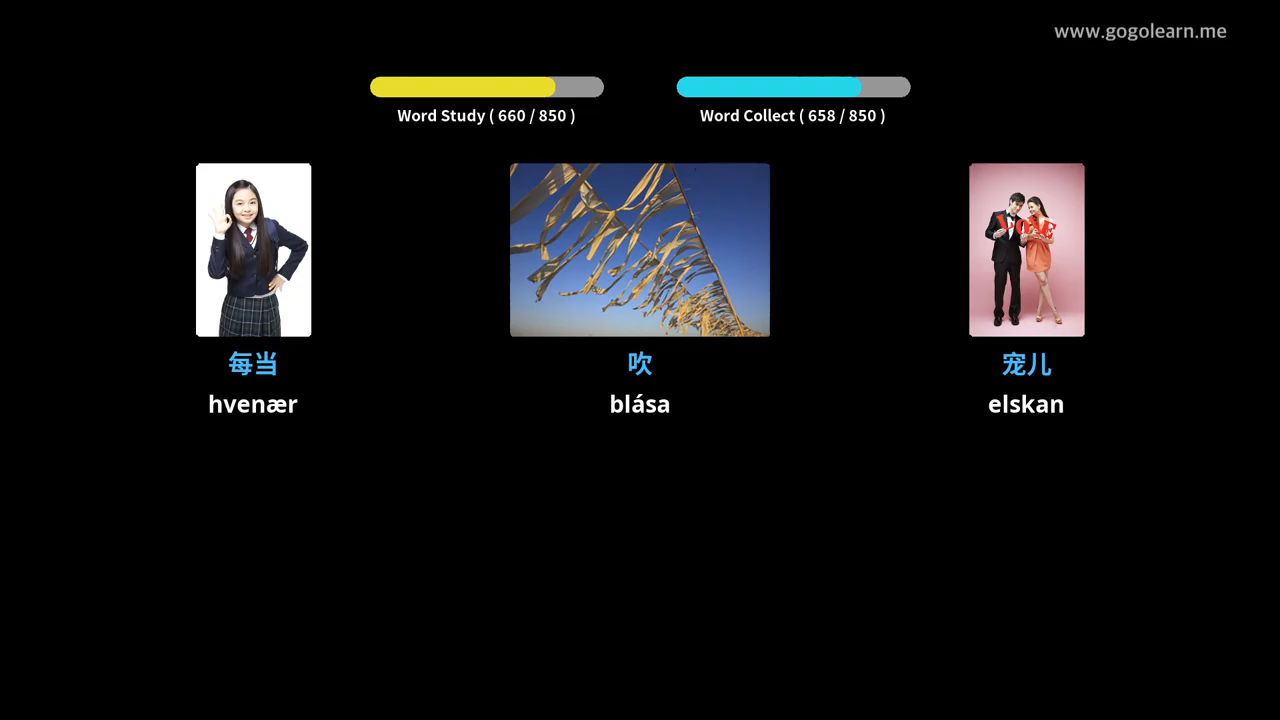 www.gogolearn.me
Word Study ( 660 / 850 )
Word Collect ( 658 / 850 )
LOVE
每当
吹
宠儿
hvenær
blása
elskan